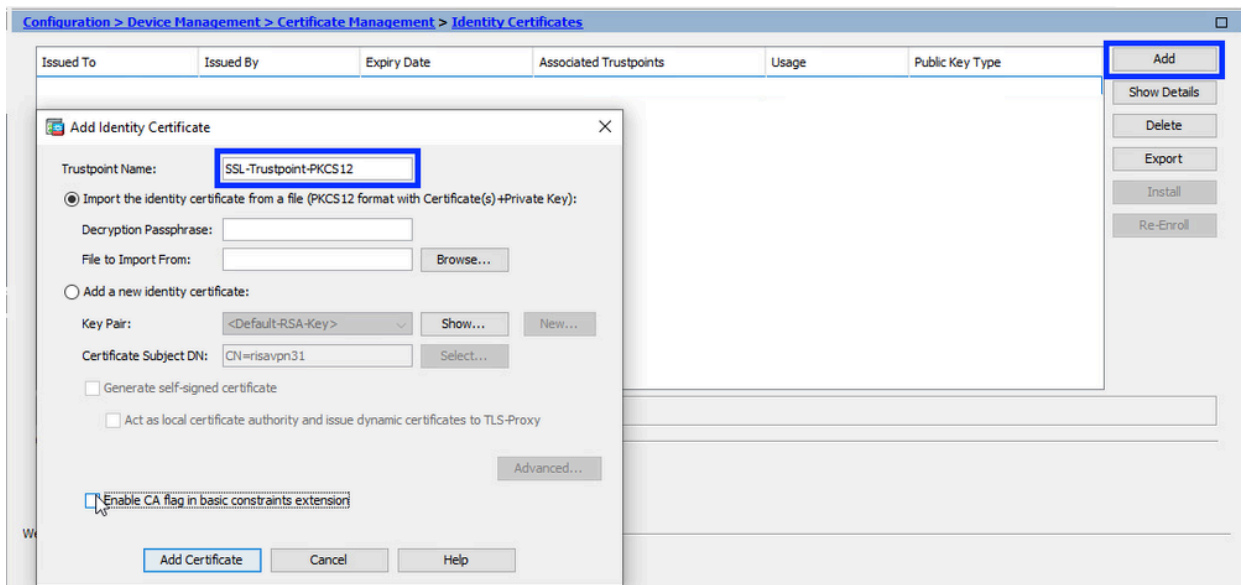 Configuration > Device Management > Certificate Management > Identity Certificates
Issued To Issued By Expiry Date Associated Trustpoints Usage Public Key Type
Add
Show Details
Delete
Export
Install
Re-Enroll
Add Identity Certificate
Trustpoint Name: SSL-Trustpoint-PKCS12
Import the identity certificate from a file (PKCS12 format with Certificate(s)+Private Key):
Decryption Passphrase:
File to Import From: Browse...
Add a new identity certificate:
Key Pair: <Default-RSA-Key> Show... New...
Certificate Subject DN: CN=risavpn31 Select...
Generate self-signed certificate
Act as local certificate authority and issue dynamic certificates to TLS-Proxy
Advanced...
Enable CA flag in basic constraints extension
Add Certificate Cancel Help